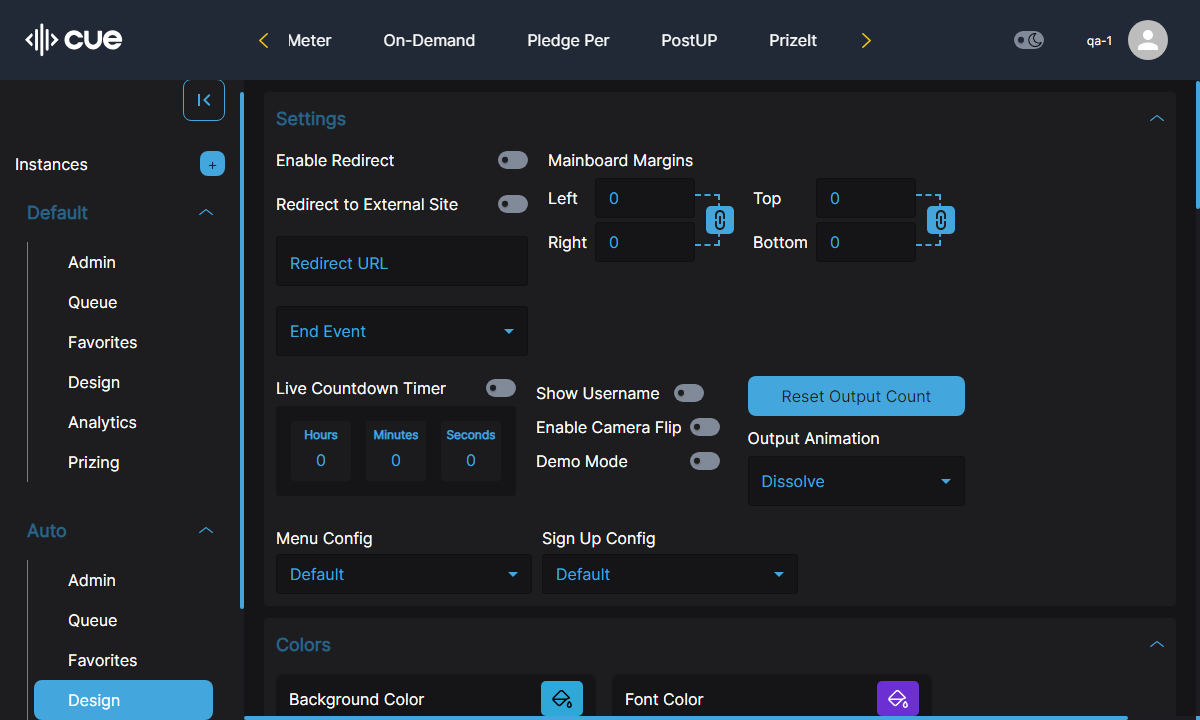 cue
Meter On-Demand Pledge Per PostUP PrizeIt
qa-1
Instances
+
Default
Admin
Queue
Favorites
Design
Analytics
Prizing
Auto
Admin
Queue
Favorites
Design
Settings
Enable Redirect
Redirect to External Site
Redirect URL
End Event
Mainboard Margins
Left 0 Top 0
Right 0 Bottom 0
Live Countdown Timer
Hours Minutes Seconds
0 0 0
Show Username
Enable Camera Flip
Demo Mode
Reset Output Count
Output Animation
Dissolve
Menu Config Sign Up Config
Default Default
Colors
Background Color Font Color